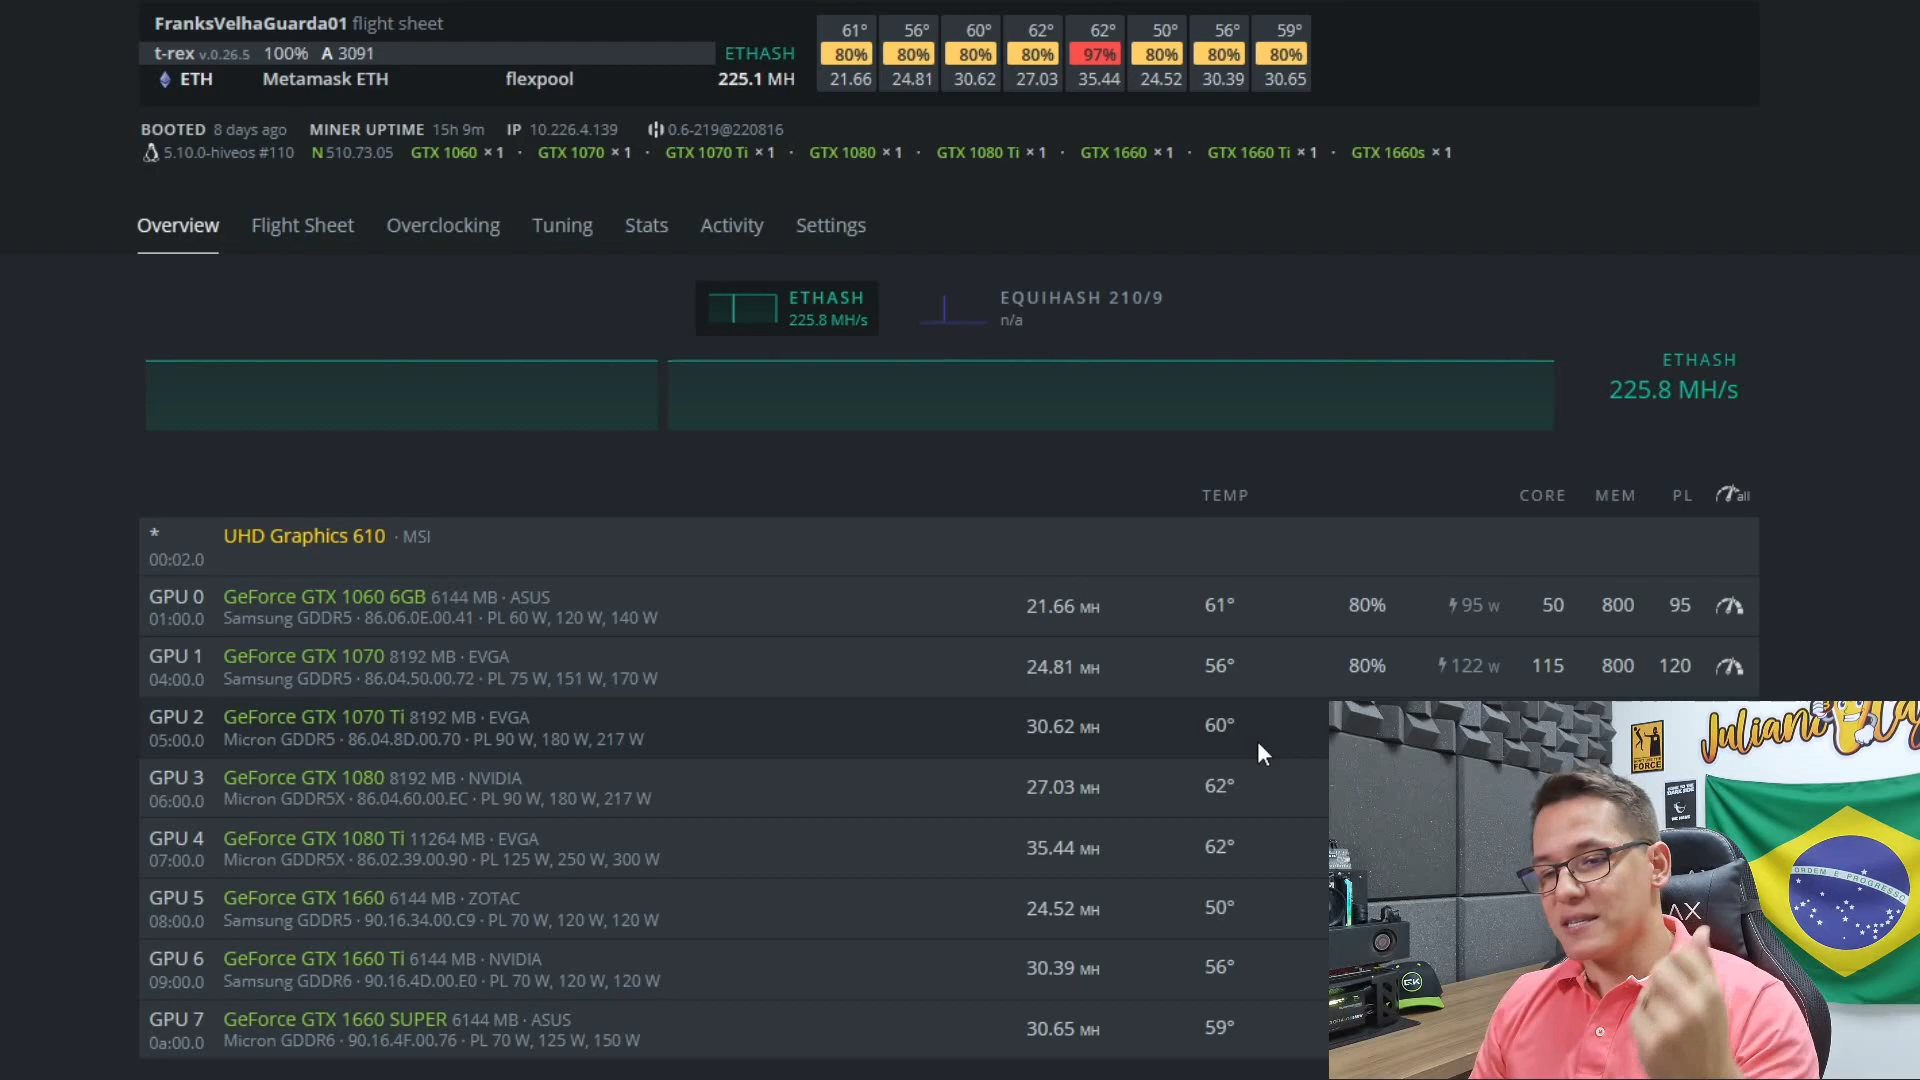 FranksVelhaGuarda01 flight sheet
t-rex v.0.26.5 100% A 3091 ETHASH
ETH Metamask ETH flexpool 225.1 MH
61° 56° 60° 62° 62° 50° 56° 59°
80% 80% 80% 80% 97% 80% 80% 80%
21.66 24.81 30.62 27.03 35.44 24.52 30.39 30.65
BOOTED 8 days ago MINER UPTIME 15h 9m IP 10.226.4.139 0.6-219@220816
5.10.0-hiveos #110 N 510.73.05 GTX 1060 × 1 · GTX 1070 × 1 · GTX 1070 Ti × 1 · GTX 1080 × 1 · GTX 1080 Ti × 1 · GTX 1660 × 1 · GTX 1660 Ti × 1 · GTX 1660s × 1
Overview Flight Sheet Overclocking Tuning Stats Activity Settings
ETHASH
225.8 MH/s
EQUIHASH 210/9
n/a
ETHASH
225.8 MH/s
TEMP CORE MEM PL all
* UHD Graphics 610 · MSI
00:02.0
GPU 0 GeForce GTX 1060 6GB 6144 MB · ASUS 21.66 MH 61° 80% 95 W 50 800 95
01:00.0 Samsung GDDR5 · 86.06.0E.00.41 · PL 60 W, 120 W, 140 W
GPU 1 GeForce GTX 1070 8192 MB · EVGA 24.81 MH 56° 80% 122 W 115 800 120
04:00.0 Samsung GDDR5 · 86.04.50.00.72 · PL 75 W, 151 W, 170 W
GPU 2 GeForce GTX 1070 Ti 8192 MB · EVGA 30.62 MH 60°
05:00.0 Micron GDDR5 · 86.04.8D.00.70 · PL 90 W, 180 W, 217 W
GPU 3 GeForce GTX 1080 8192 MB · NVIDIA 27.03 MH 62°
06:00.0 Micron GDDR5X · 86.04.60.00.EC · PL 90 W, 180 W, 217 W
GPU 4 GeForce GTX 1080 Ti 11264 MB · EVGA 35.44 MH 62°
07:00.0 Micron GDDR5X · 86.02.39.00.90 · PL 125 W, 250 W, 300 W
GPU 5 GeForce GTX 1660 6144 MB · ZOTAC 24.52 MH 50°
08:00.0 Samsung GDDR5 · 90.16.34.00.C9 · PL 70 W, 120 W, 120 W
GPU 6 GeForce GTX 1660 Ti 6144 MB · NVIDIA 30.39 MH 56°
09:00.0 Samsung GDDR6 · 90.16.4D.00.E0 · PL 70 W, 120 W, 120 W
GPU 7 GeForce GTX 1660 SUPER 6144 MB · ASUS 30.65 MH 59°
0a:00.0 Micron GDDR6 · 90.16.4F.00.76 · PL 70 W, 125 W, 150 W
Juliano
FORCE
ORDEM E PROGRESSO
AX